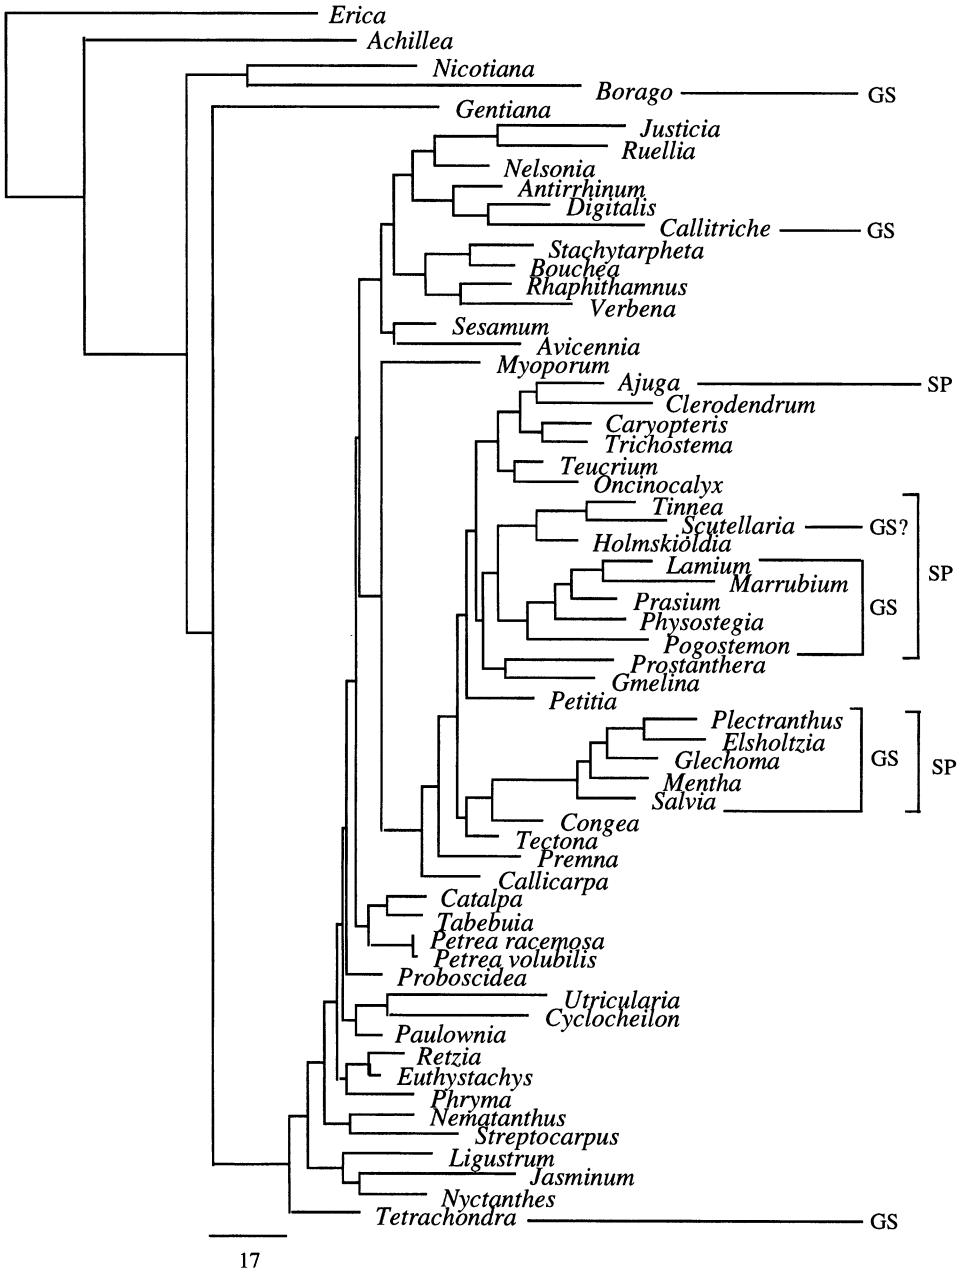 Erica
Achillea
Nicotiana
Borago GS
Gentiana
Justicia
Ruellia
Nelsonia
Antirrhinum
Digitalis
Callitriche GS
Stachytarpheta
Bouchea
Rhaphithamnus
Verbena
Sesamum
Avicennia
Myoporum
Ajuga SP
Clerodendrum
Caryopteris
Trichostema
Teucrium
Oncinocalyx
Tinnea
Scutellaria GS?
Holmskioldia
Lamium
SP
Marrubium
Prasium GS
Physostegia
Pogostemon
Prostanthera
Gmelina
Petitia
Plectranthus
Elsholtzia
Glechoma GS SP
Mentha
Salvia
Congea
Tectona
Premna
Callicarpa
Catalpa
Tabebuia
Petrea racemosa
Petrea volubilis
Proboscidea
Utricularia
Cyclocheilon
Paulownia
Retzia
Euthystachys
Phryma
Nematanthus
Streptocarpus
Ligustrum
Jasminum
Nyctanthes
Tetrachondra GS
17